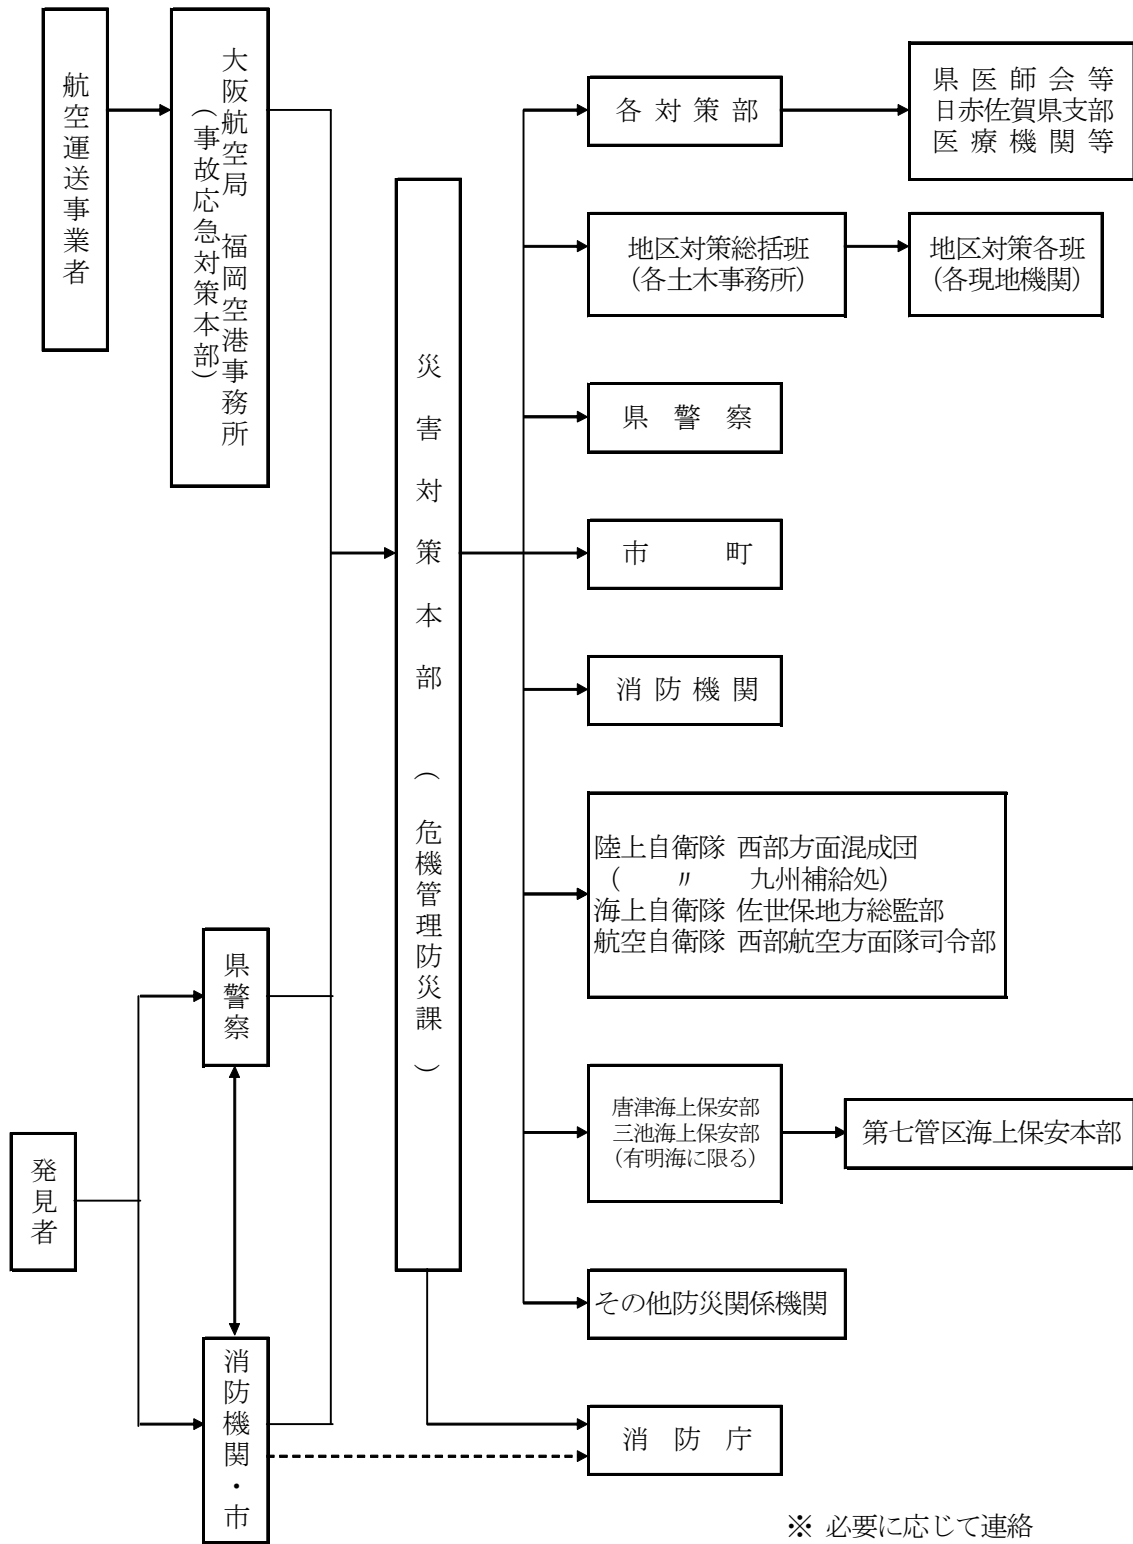 航空運送事業者
大阪航空局 福岡空港事務所
（事故応急対策本部）
発見者
県警察
消防機関・市
災害対策本部 （危機管理防災課）
各対策部
県医師会等
日赤佐賀県支部
医療機関等
地区対策総括班
(各土木事務所)
地区対策各班
(各現地機関)
県警察
市町
消防機関
陸上自衛隊 西部方面混成団
（ 〃 九州補給処）
海上自衛隊 佐世保地方総監部
航空自衛隊 西部航空方面隊司令部
唐津海上保安部
三池海上保安部
(有明海に限る)
第七管区海上保安本部
その他防災関係機関
消防庁
※ 必要に応じて連絡